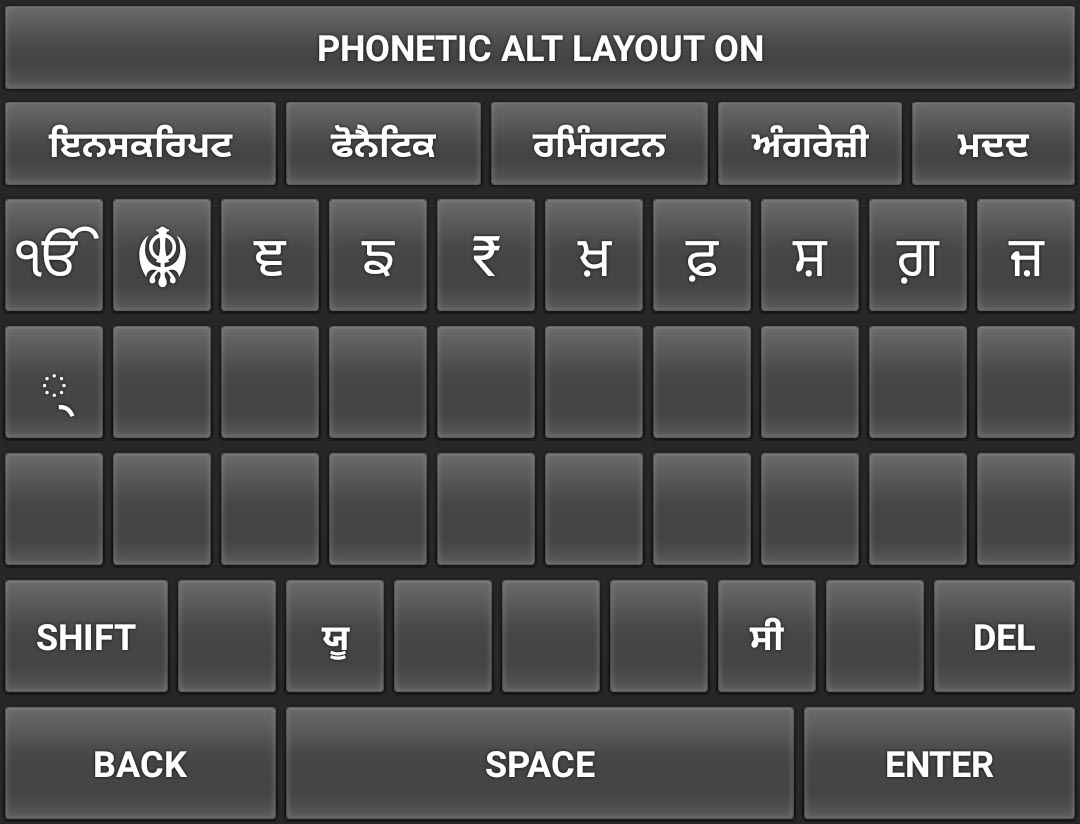 PHONETIC ALT LAYOUT ON
ਇਨਸਕਰਿਪਟ ਫੋਨੈਟਿਕ ਰਮਿੰਗਟਨ ਅੰਗਰੇਜ਼ੀ ਮਦਦ
ੴ ☬ ਞ ਙ ₹ ਖ਼ ਫ਼ ਸ਼ ਗ਼ ਜ਼
੍
SHIFT ਯੂ ਸੀ DEL
BACK SPACE ENTER